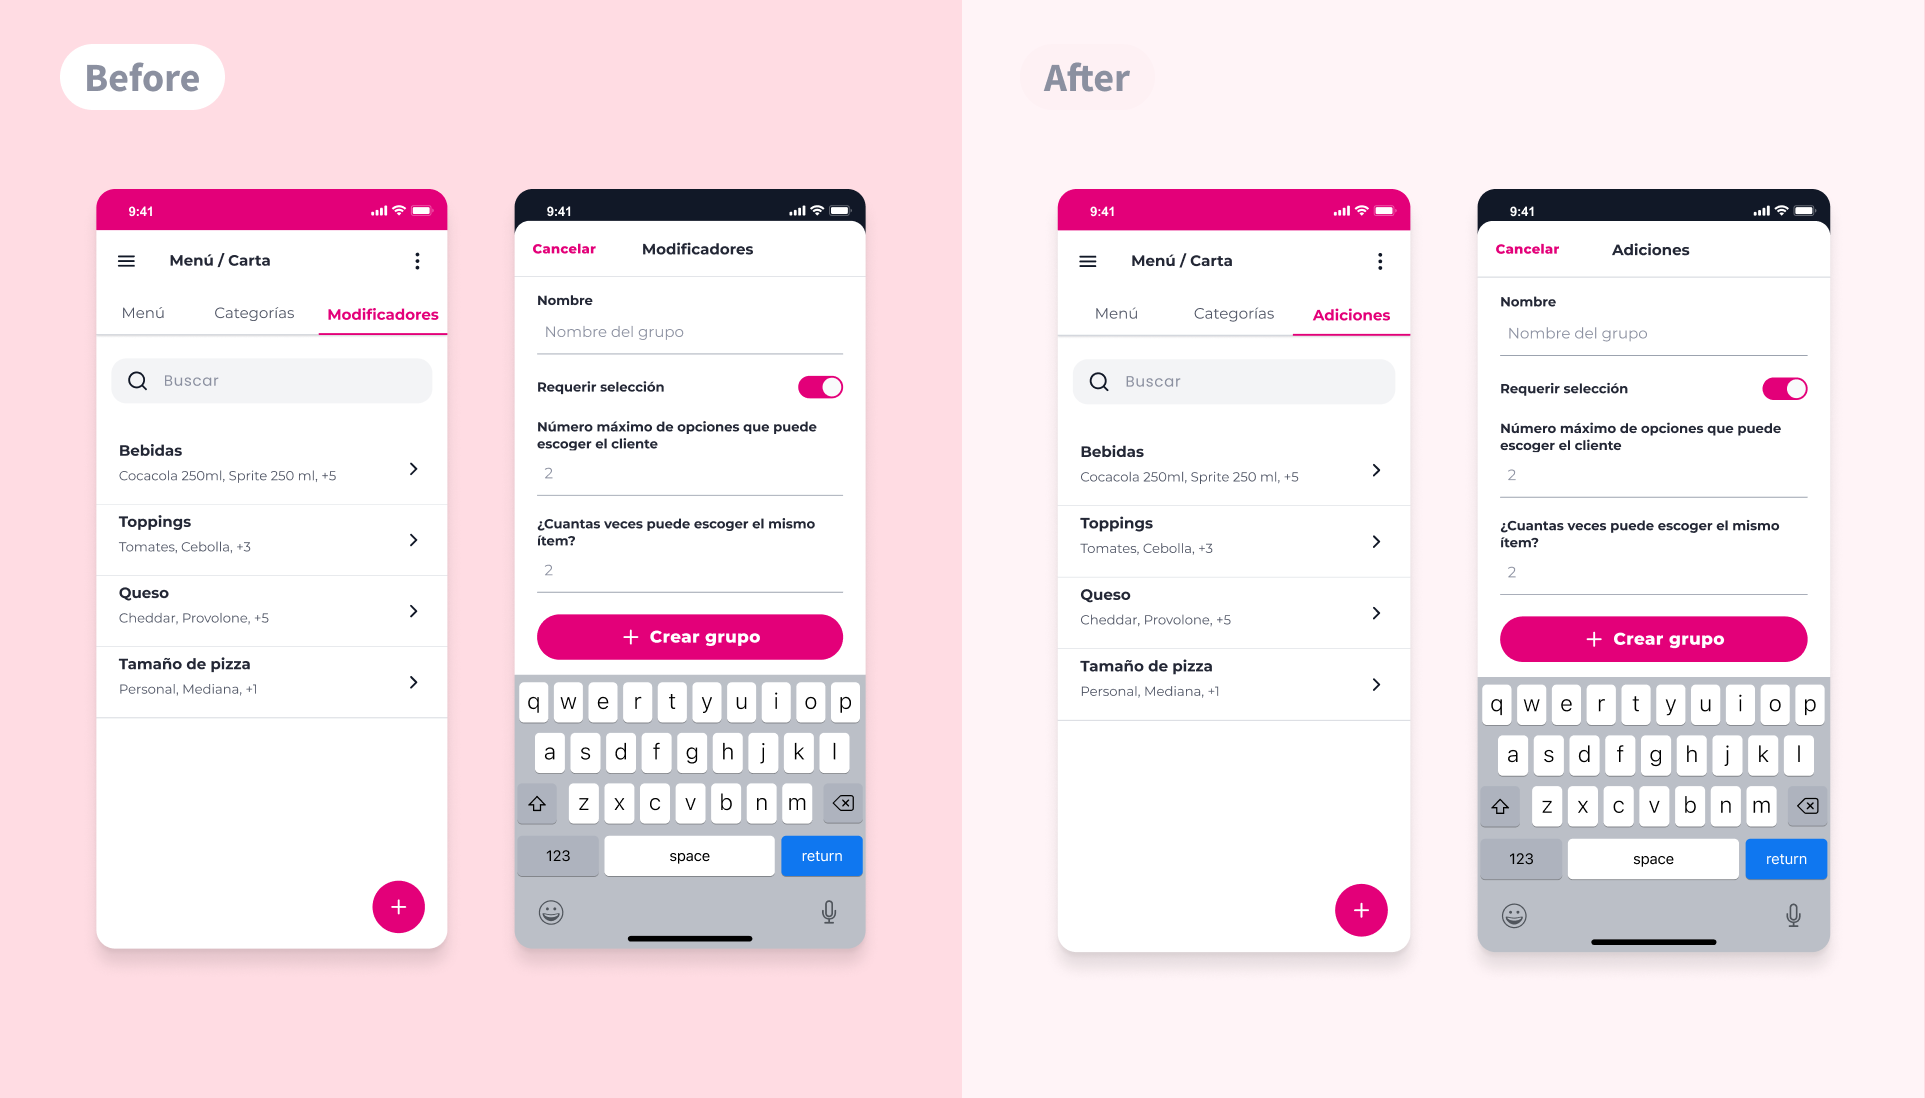 Before
9:41
Menú / Carta
Menú Categorías Modificadores
Buscar
Bebidas
Cocacola 250ml, Sprite 250 ml, +5
Toppings
Tomates, Cebolla, +3
Queso
Cheddar, Provolone, +5
Tamaño de pizza
Personal, Mediana, +1
9:41
Cancelar Modificadores
Nombre
Nombre del grupo
Requerir selección
Número máximo de opciones que puede
escoger el cliente
2
¿Cuantas veces puede escoger el mismo
ítem?
2
+ Crear grupo
q w e r t y u i o p
a s d f g h j k l
z x c v b n m
123 space return
After
9:41
Menú / Carta
Menú Categorías Adiciones
Buscar
Bebidas
Cocacola 250ml, Sprite 250 ml, +5
Toppings
Tomates, Cebolla, +3
Queso
Cheddar, Provolone, +5
Tamaño de pizza
Personal, Mediana, +1
9:41
Cancelar Adiciones
Nombre
Nombre del grupo
Requerir selección
Número máximo de opciones que puede
escoger el cliente
2
¿Cuantas veces puede escoger el mismo
ítem?
2
+ Crear grupo
q w e r t y u i o p
a s d f g h j k l
z x c v b n m
123 space return